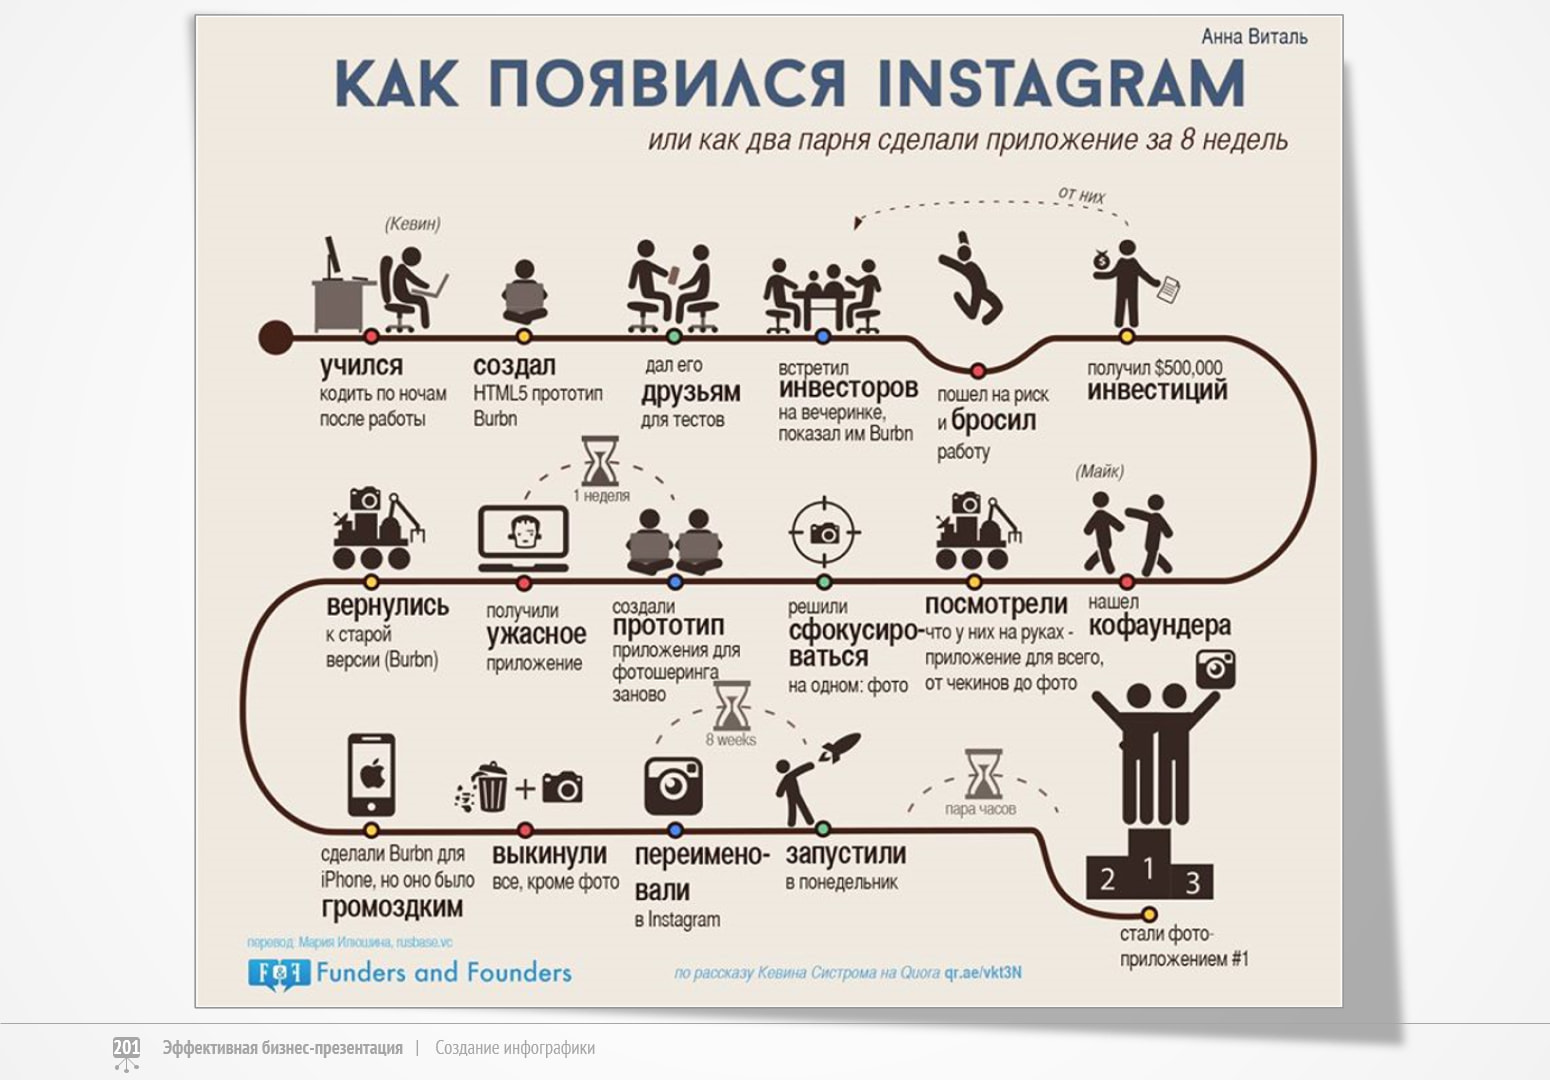 Анна Виталь
КАК ПОЯВИЛСЯ INSTAGRAM
или как два парня сделали приложение за 8 недель
от них
(Кевин)
$
учился
кодить по ночам
после работы
создал
HTML5 прототип
Burbn
дал его
друзьям
для тестов
встретил
инвесторов
на вечеринке,
показал им Burbn
пошел на риск
и бросил
работу
получил $500,000
инвестиций
(Майк)
нашел
кофаундера
посмотрели
что у них на руках -
приложение для всего,
от чекинов до фото
решили
сфокусиро-
ваться
на одном: фото
1 неделя
создали
прототип
приложения для
фотошеринга
заново
получили
ужасное
приложение
вернулись
к старой
версии (Burbn)
сделали Burbn для
iPhone, но оно было
громоздким
+
выкинули
все, кроме фото
переимено-
вали
в Instagram
8 weeks
запустили
в понедельник
пара часов
2 1 3
стали фото-
приложением #1
перевод: Мария Илюшина, rusbase.vc
F&F Funders and Founders
по рассказу Кевина Систрома на Quora qr.ae/vkt3N
201 Эффективная бизнес-презентация | Создание инфографики